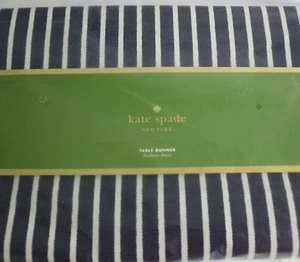 kate spade
NEW YORK
TABLE RUNNER